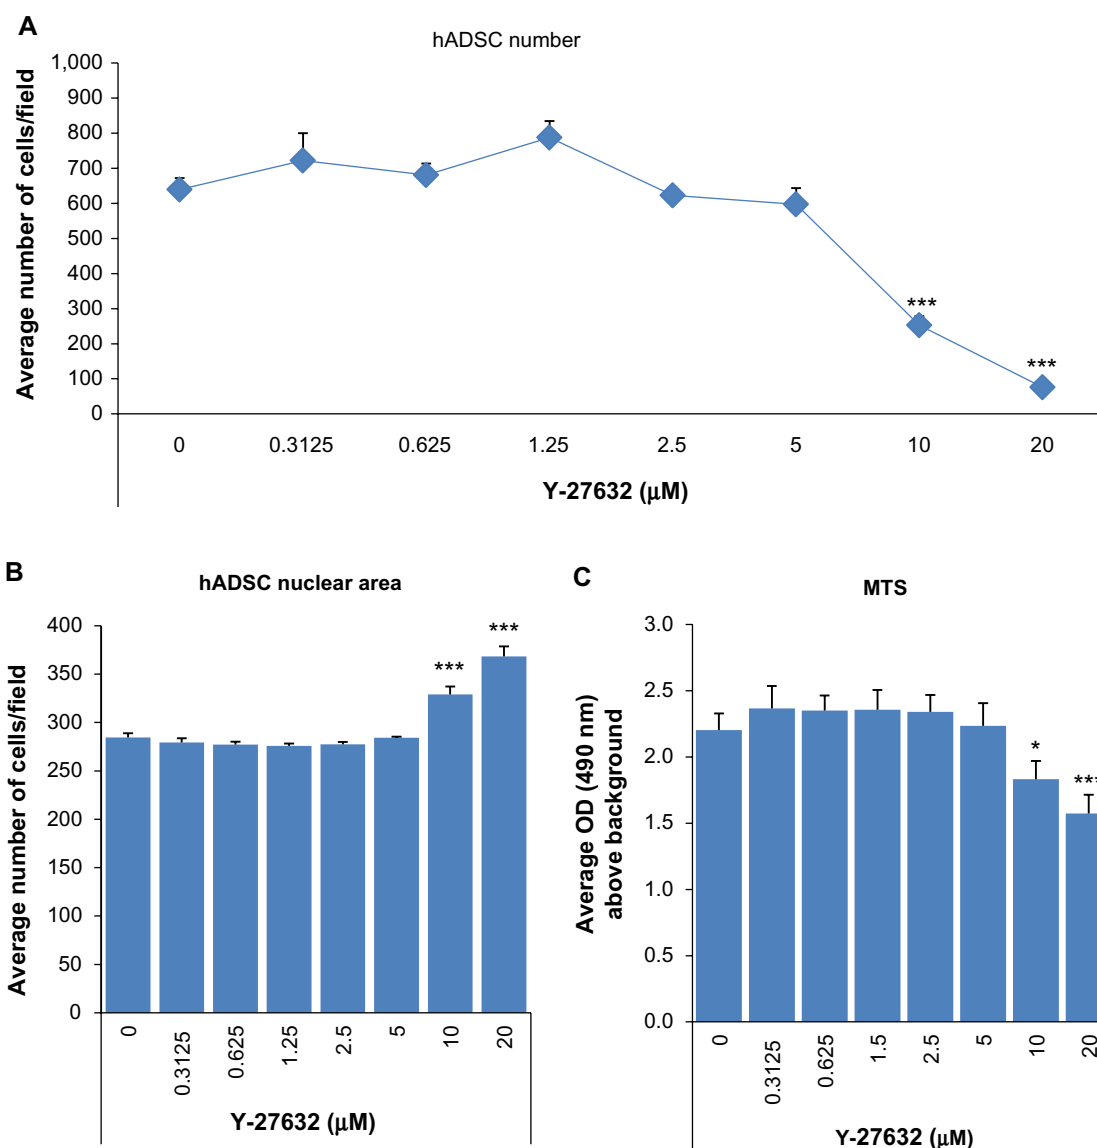 A
hADSC number
Average number of cells/field
1,000
900
800
700
600
500
400
300
200
100
0
***
***
0 0.3125 0.625 1.25 2.5 5 10 20
Y-27632 (µM)
B
hADSC nuclear area
Average number of cells/field
400
350
300
250
200
150
100
50
0
***
***
0 0.3125 0.625 1.25 2.5 5 10 20
Y-27632 (µM)
C
MTS
Average OD (490 nm)
above background
3.0
2.5
2.0
1.5
1.0
0.5
0.0
*
***
0 0.3125 0.625 1.5 2.5 5 10 20
Y-27632 (µM)